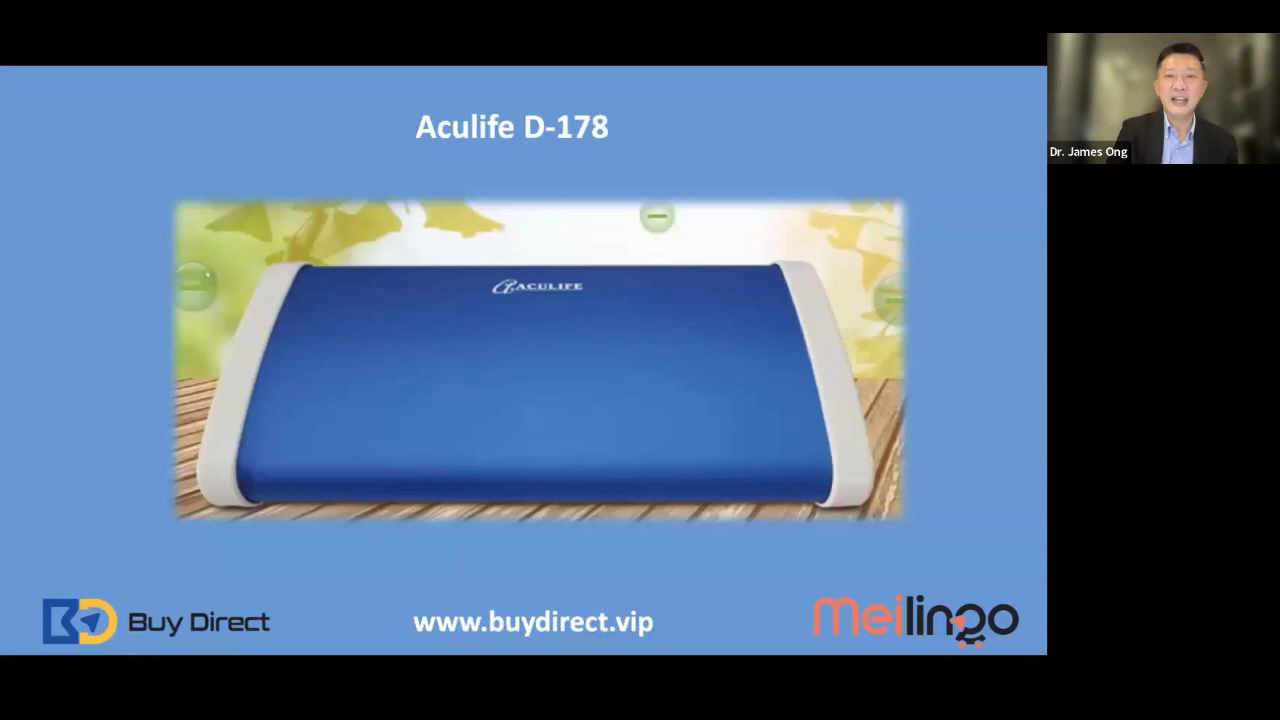 Aculife D-178
Dr. James Ong
ACULIFE
Buy Direct
www.buydirect.vip
meilingo